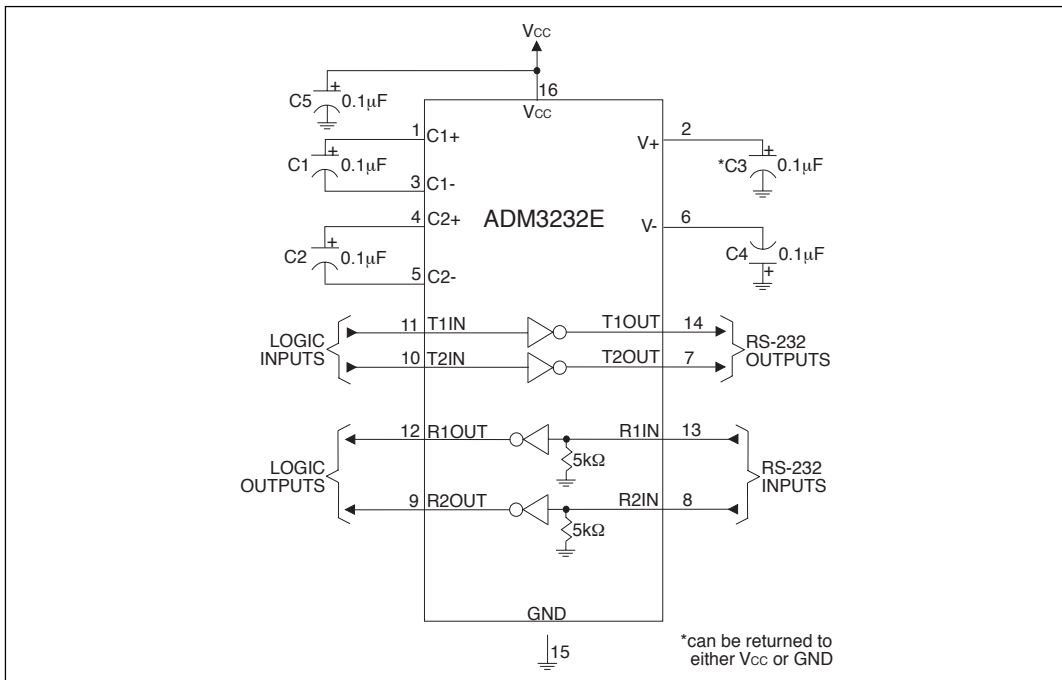 Vcc
C5 + 0.1µF
16
Vcc
1 C1+
C1 + 0.1µF
3 C1-
4 C2+
C2 + 0.1µF
5 C2-
ADM3232E
V+ 2
*C3 + 0.1µF
V- 6
C4 0.1µF
+
LOGIC
INPUTS
11 T1IN T1OUT 14
10 T2IN T2OUT 7
RS-232
OUTPUTS
LOGIC
OUTPUTS
12 R1OUT R1IN 13
5kΩ
9 R2OUT R2IN 8
5kΩ
RS-232
INPUTS
GND
15
*can be returned to
either Vcc or GND